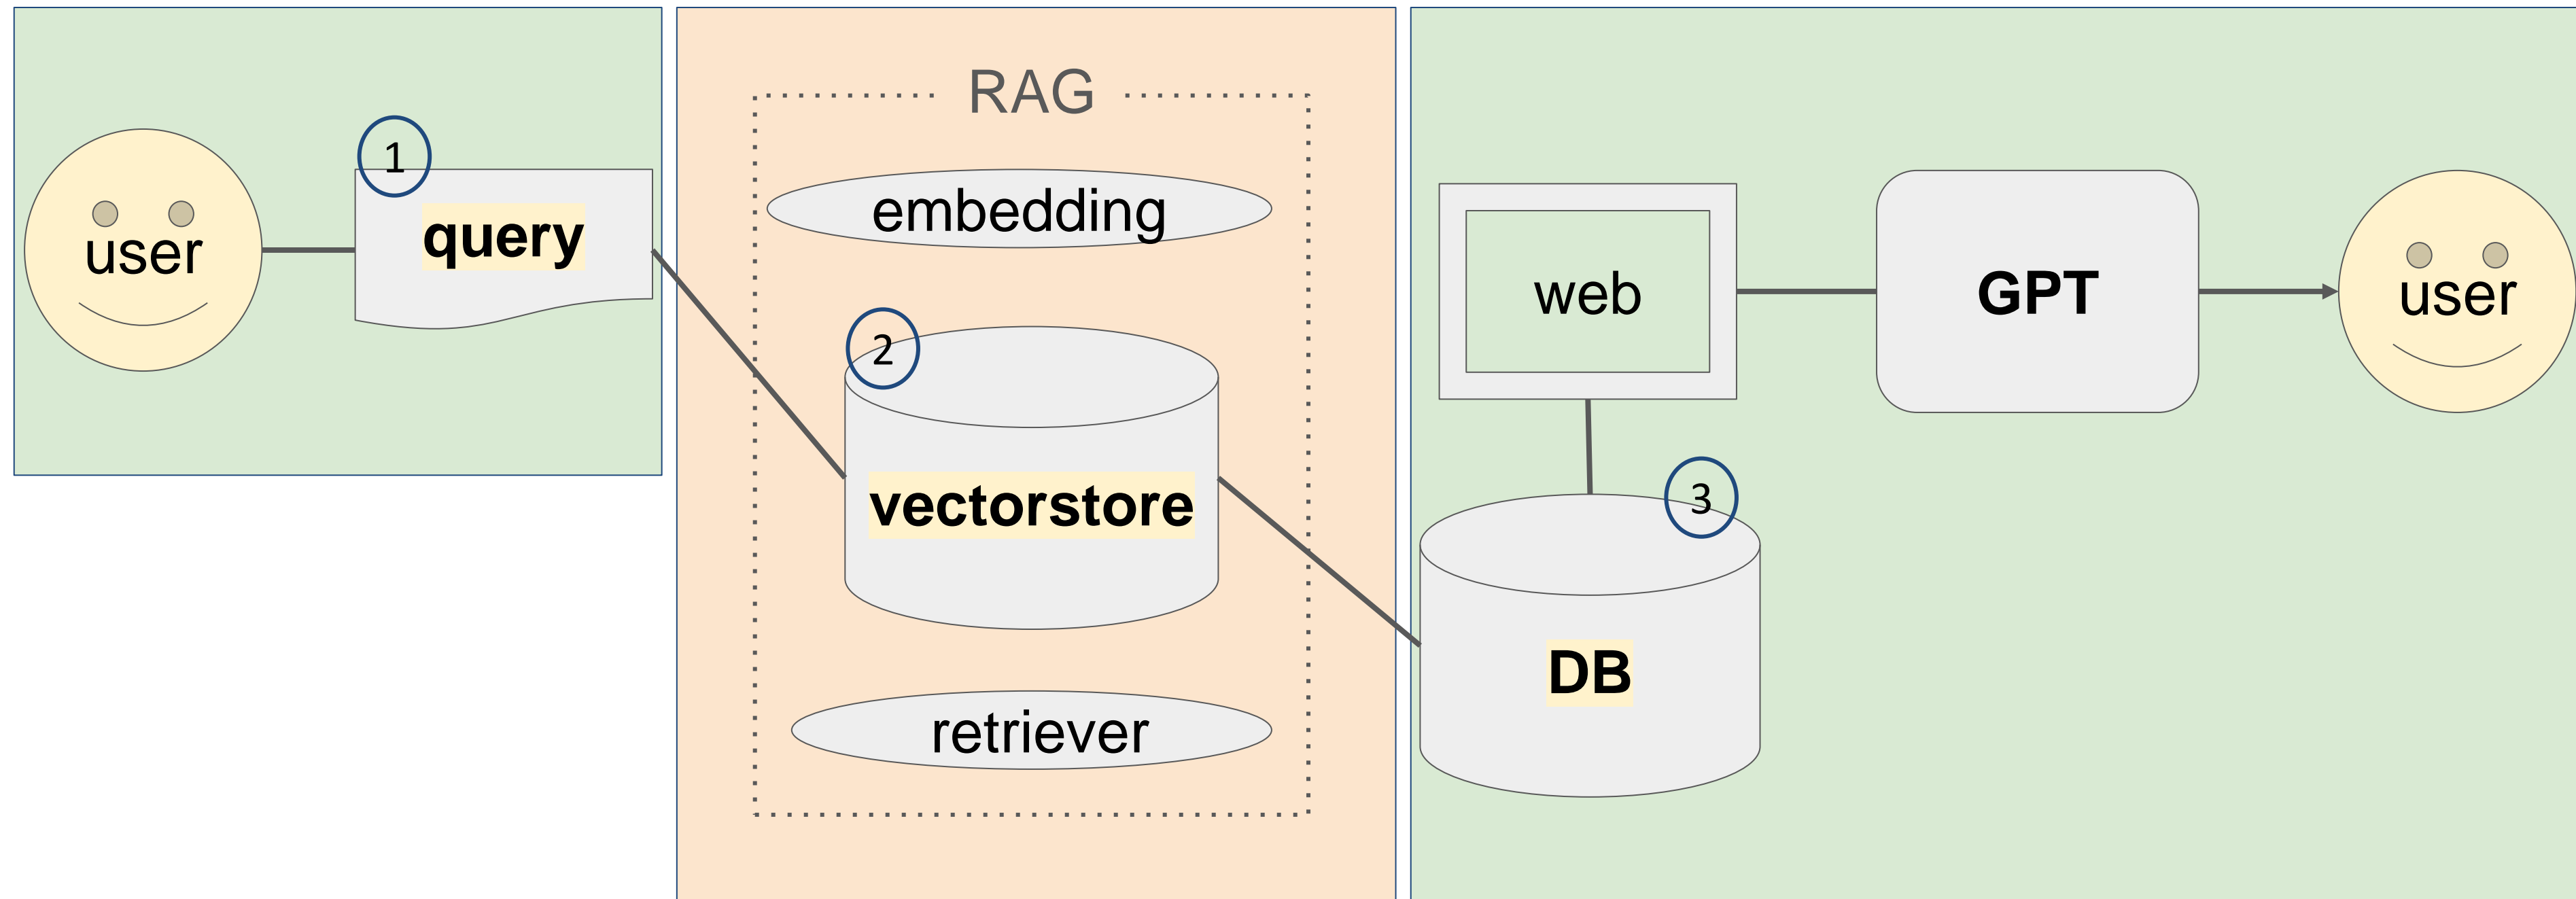 user
1
query
RAG
embedding
2
vectorstore
retriever
web
3
DB
GPT
user